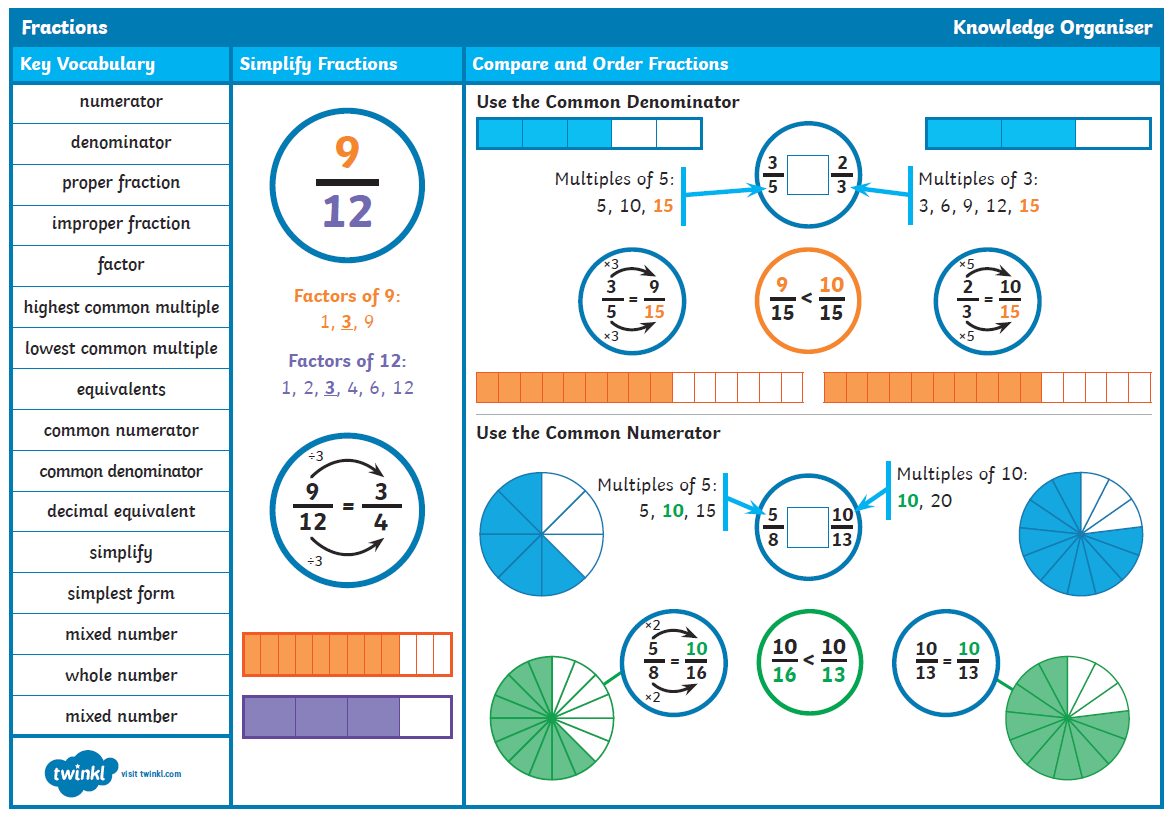 Fractions
Knowledge Organiser
Key Vocabulary
numerator
denominator
proper fraction
improper fraction
factor
highest common multiple
lowest common multiple
equivalents
common numerator
common denominator
decimal equivalent
simplify
simplest form
mixed number
whole number
mixed number
twinkl
visit twinkl.com
Simplify Fractions
9
12
Factors of 9:
1, 3, 9
Factors of 12:
1, 2, 3, 4, 6, 12
÷3
9 3
=
12 4
÷3
Compare and Order Fractions
Use the Common Denominator
Multiples of 5:
5, 10, 15
3 2
5 3
Multiples of 3:
3, 6, 9, 12, 15
×3
3 9
=
5 15
×3
9 10
<
15 15
×5
2 10
=
3 15
×5
Use the Common Numerator
Multiples of 5:
5, 10, 15
5 10
8 13
Multiples of 10:
10, 20
×2
5 10
=
8 16
×2
10 10
<
16 13
10 10
=
13 13